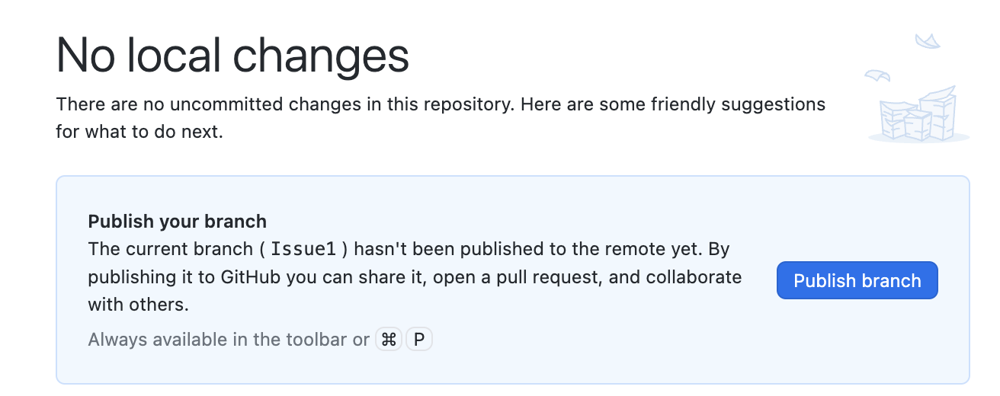 No local changes
There are no uncommitted changes in this repository. Here are some friendly suggestions
for what to do next.
Publish your branch
The current branch ( Issue1 ) hasn't been published to the remote yet. By
publishing it to GitHub you can share it, open a pull request, and collaborate
with others.
Publish branch
Always available in the toolbar or ⌘ P